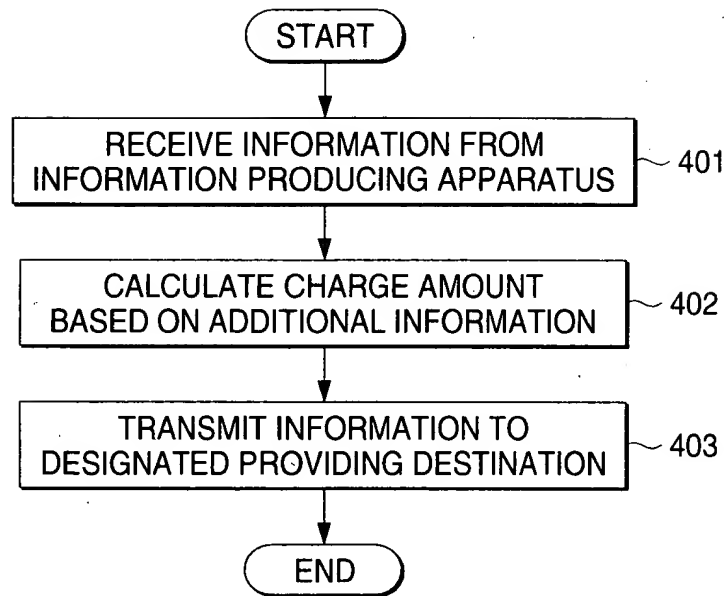 START
RECEIVE INFORMATION FROM
INFORMATION PRODUCING APPARATUS
401
CALCULATE CHARGE AMOUNT
BASED ON ADDITIONAL INFORMATION
402
TRANSMIT INFORMATION TO
DESIGNATED PROVIDING DESTINATION
403
END